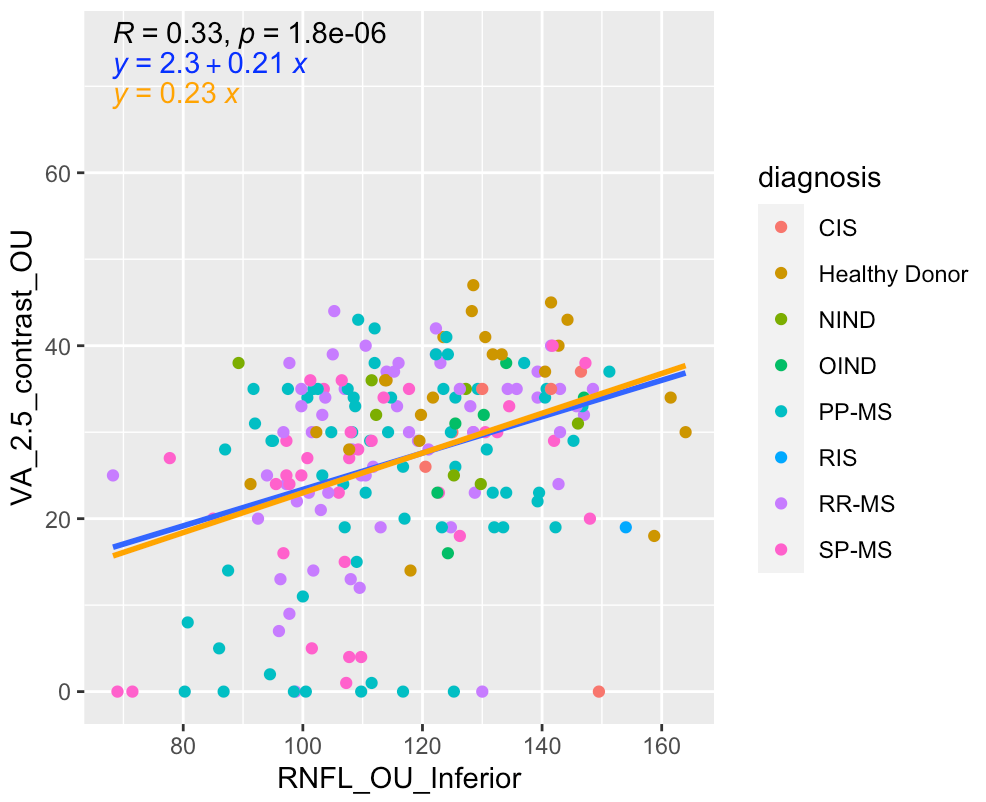 R = 0.33, p = 1.8e-06
y = 2.3 + 0.21 x
y = 0.23 x
VA_2.5_contrast_OU
60
40
20
0
80 100 120 140 160
RNFL_OU_Inferior
diagnosis
CIS
Healthy Donor
NIND
OIND
PP-MS
RIS
RR-MS
SP-MS